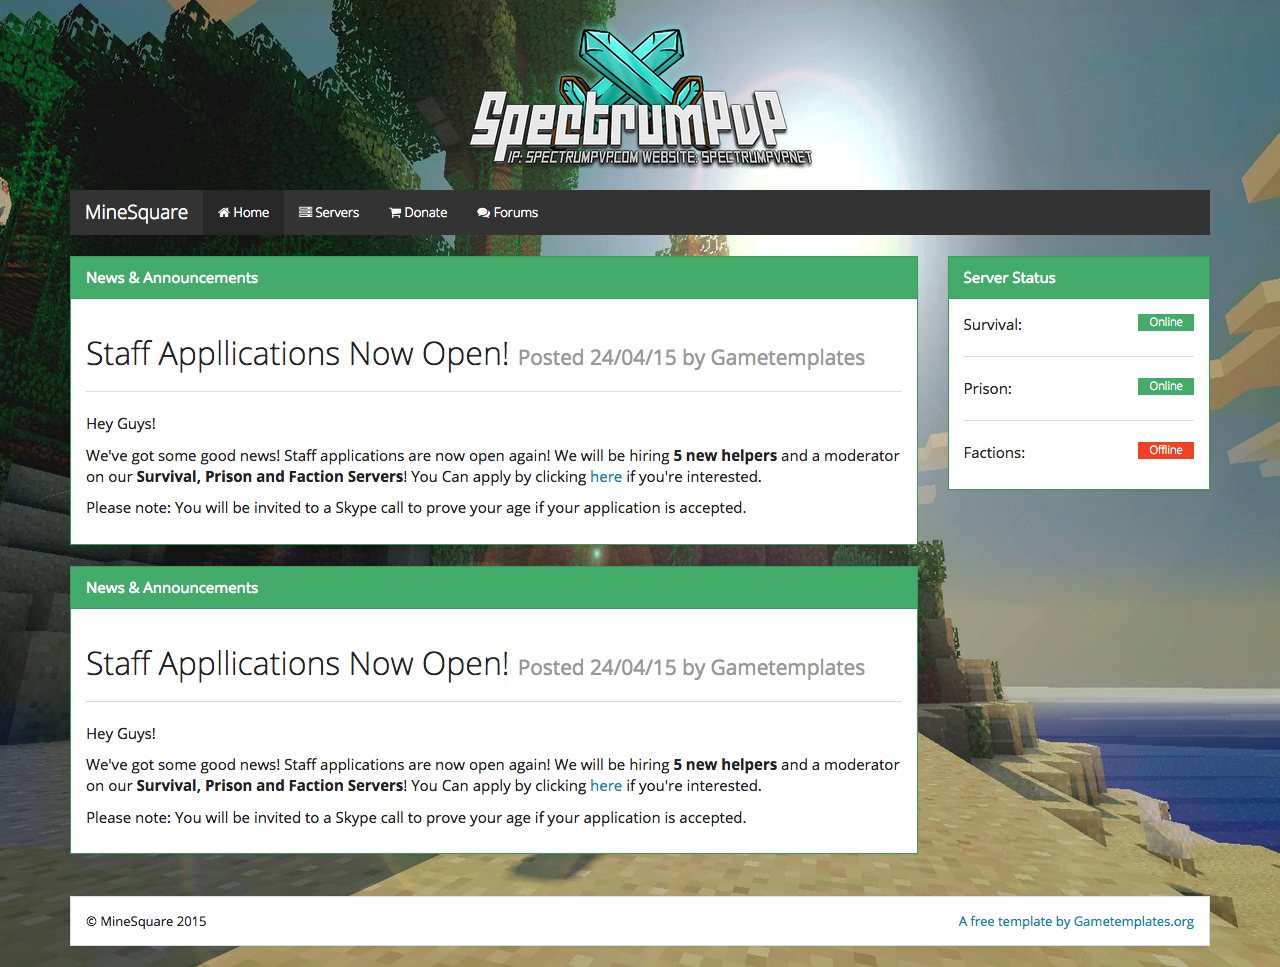 SpectrumPvP
IP: SPECTRUMPVP.COM WEBSITE: SPECTRUMPVP.NET
MineSquare Home Servers Donate Forums
News & Announcements
Staff Appllications Now Open! Posted 24/04/15 by Gametemplates
Hey Guys!
We've got some good news! Staff applications are now open again! We will be hiring 5 new helpers and a moderator
on our Survival, Prison and Faction Servers! You Can apply by clicking here if you're interested.
Please note: You will be invited to a Skype call to prove your age if your application is accepted.
Server Status
Survival: Online
Prison: Online
Factions: Offline
News & Announcements
Staff Appllications Now Open! Posted 24/04/15 by Gametemplates
Hey Guys!
We've got some good news! Staff applications are now open again! We will be hiring 5 new helpers and a moderator
on our Survival, Prison and Faction Servers! You Can apply by clicking here if you're interested.
Please note: You will be invited to a Skype call to prove your age if your application is accepted.
© MineSquare 2015
A free template by Gametemplates.org